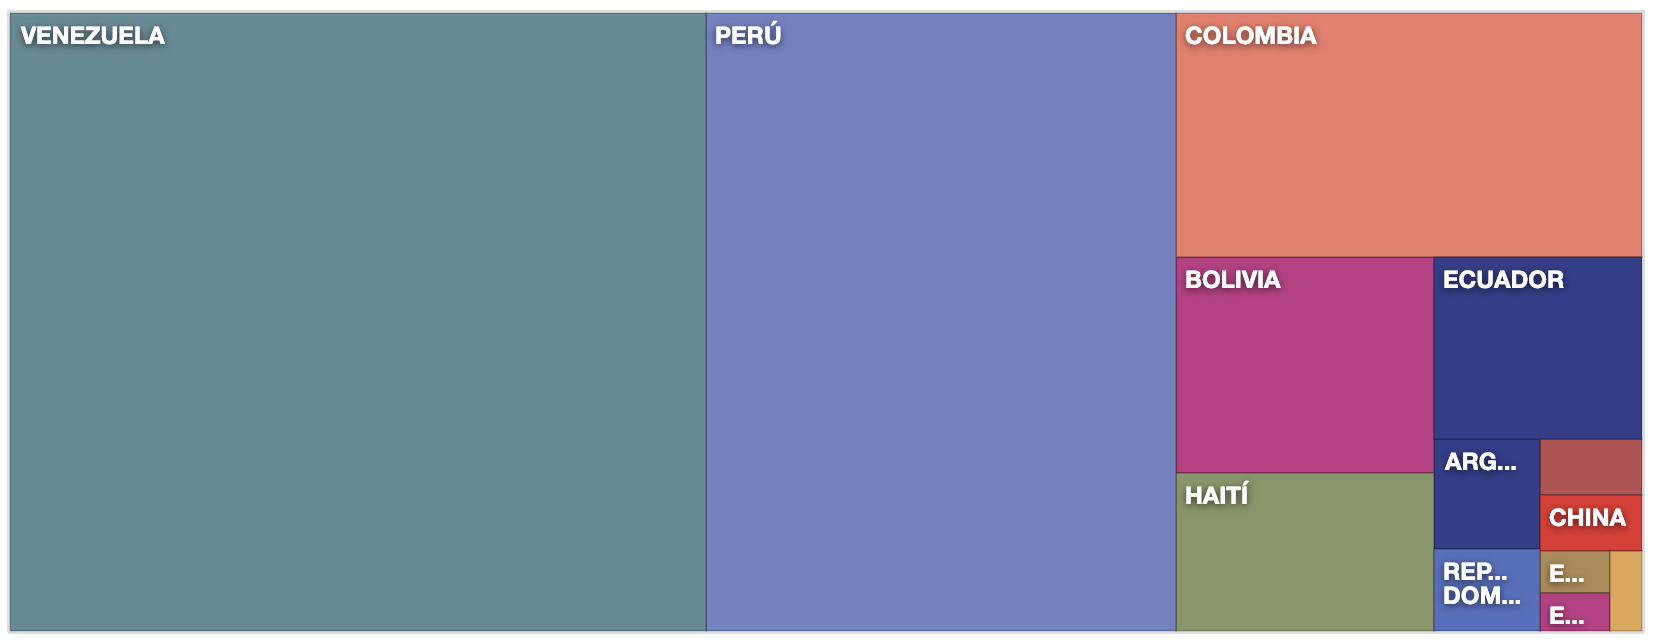 VENEZUELA
PERÚ
COLOMBIA
BOLIVIA
ECUADOR
HAITÍ
ARG...
CHINA
REP...
DOM...
E...
E...